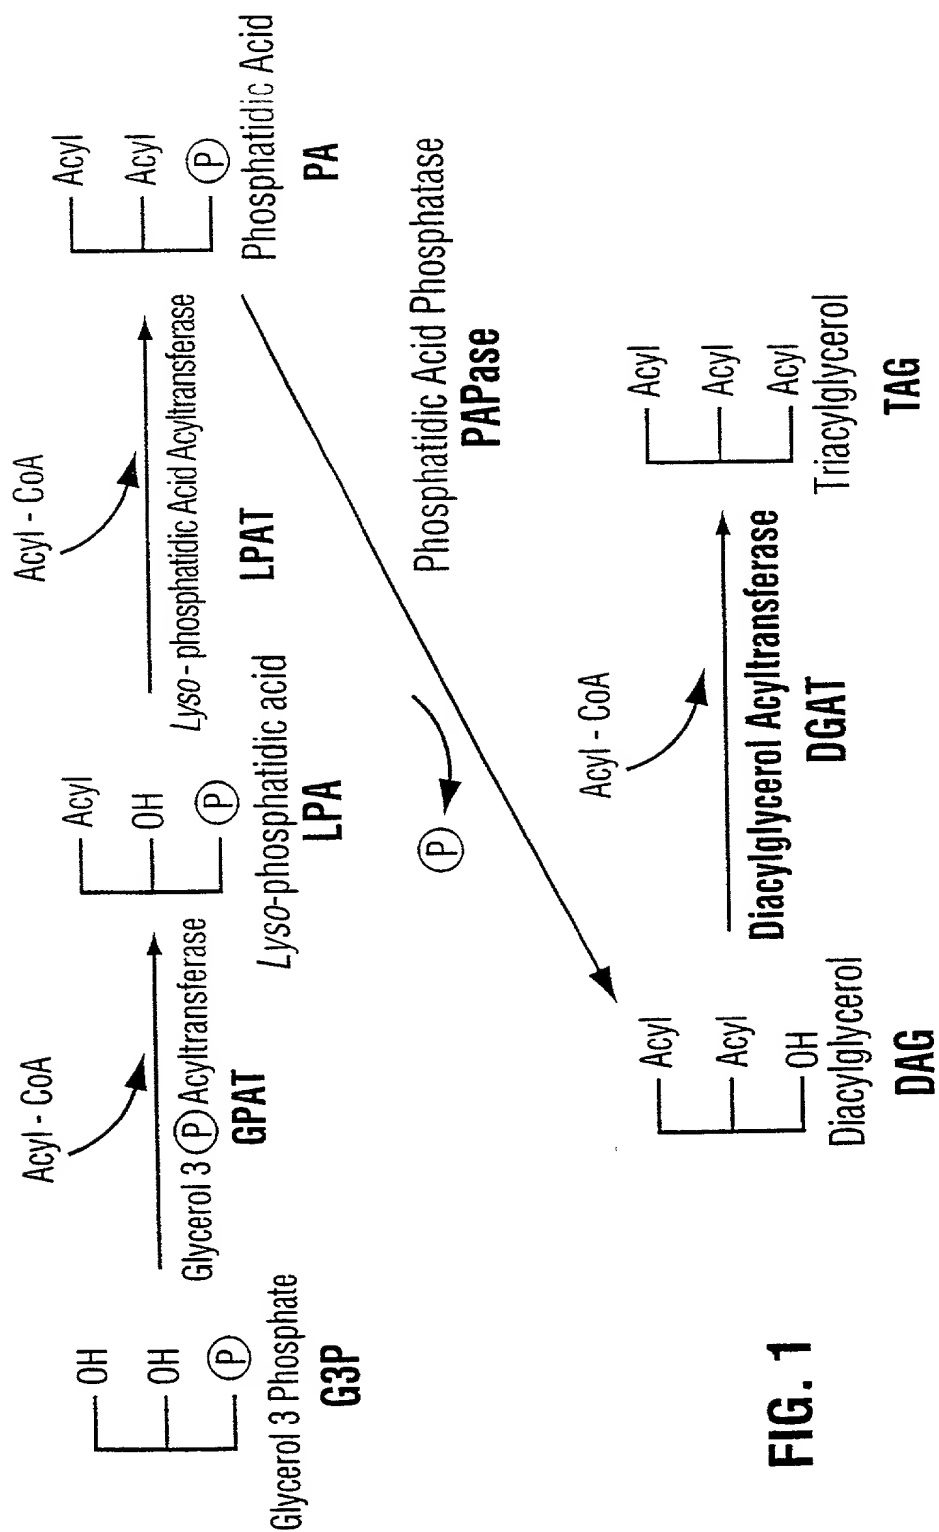 Acyl - CoA
Acyl - CoA
OH
OH
P
Glycerol 3 Phosphate
G3P
Glycerol 3 P Acyltransferase
GPAT
Acyl
OH
P
Lyso-phosphatidic acid
LPA
Lyso - phosphatidic Acid Acyltransferase
LPAT
Acyl
Acyl
P
Phosphatidic Acid
PA
P
Phosphatidic Acid Phosphatase
PAPase
Acyl
Acyl
OH
Diacylglycerol
DAG
Acyl - CoA
Diacylglycerol Acyltransferase
DGAT
Acyl
Acyl
Acyl
Triacylglycerol
TAG
FIG. 1